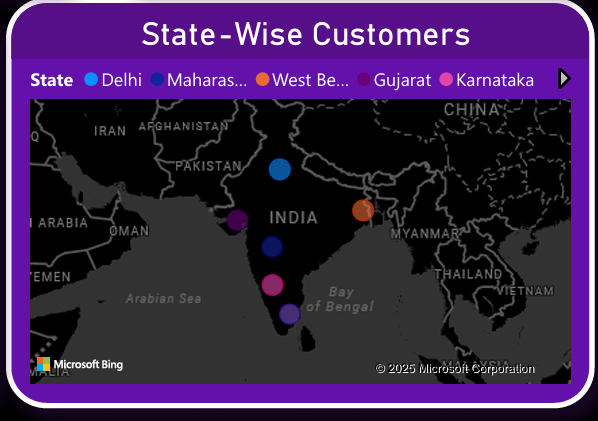 State-Wise Customers
State Delhi Maharas... West Be... Gujarat Karnataka
CHINA
IRAN AFGHANISTAN
PAKISTAN
I ARABIA
OMAN
INDIA
MYANMAR
YEMEN
THAILAND
VIETNAM
Arabian Sea
Bay
of Bengal
Microsoft Bing
© 2025 Microsoft Corporation